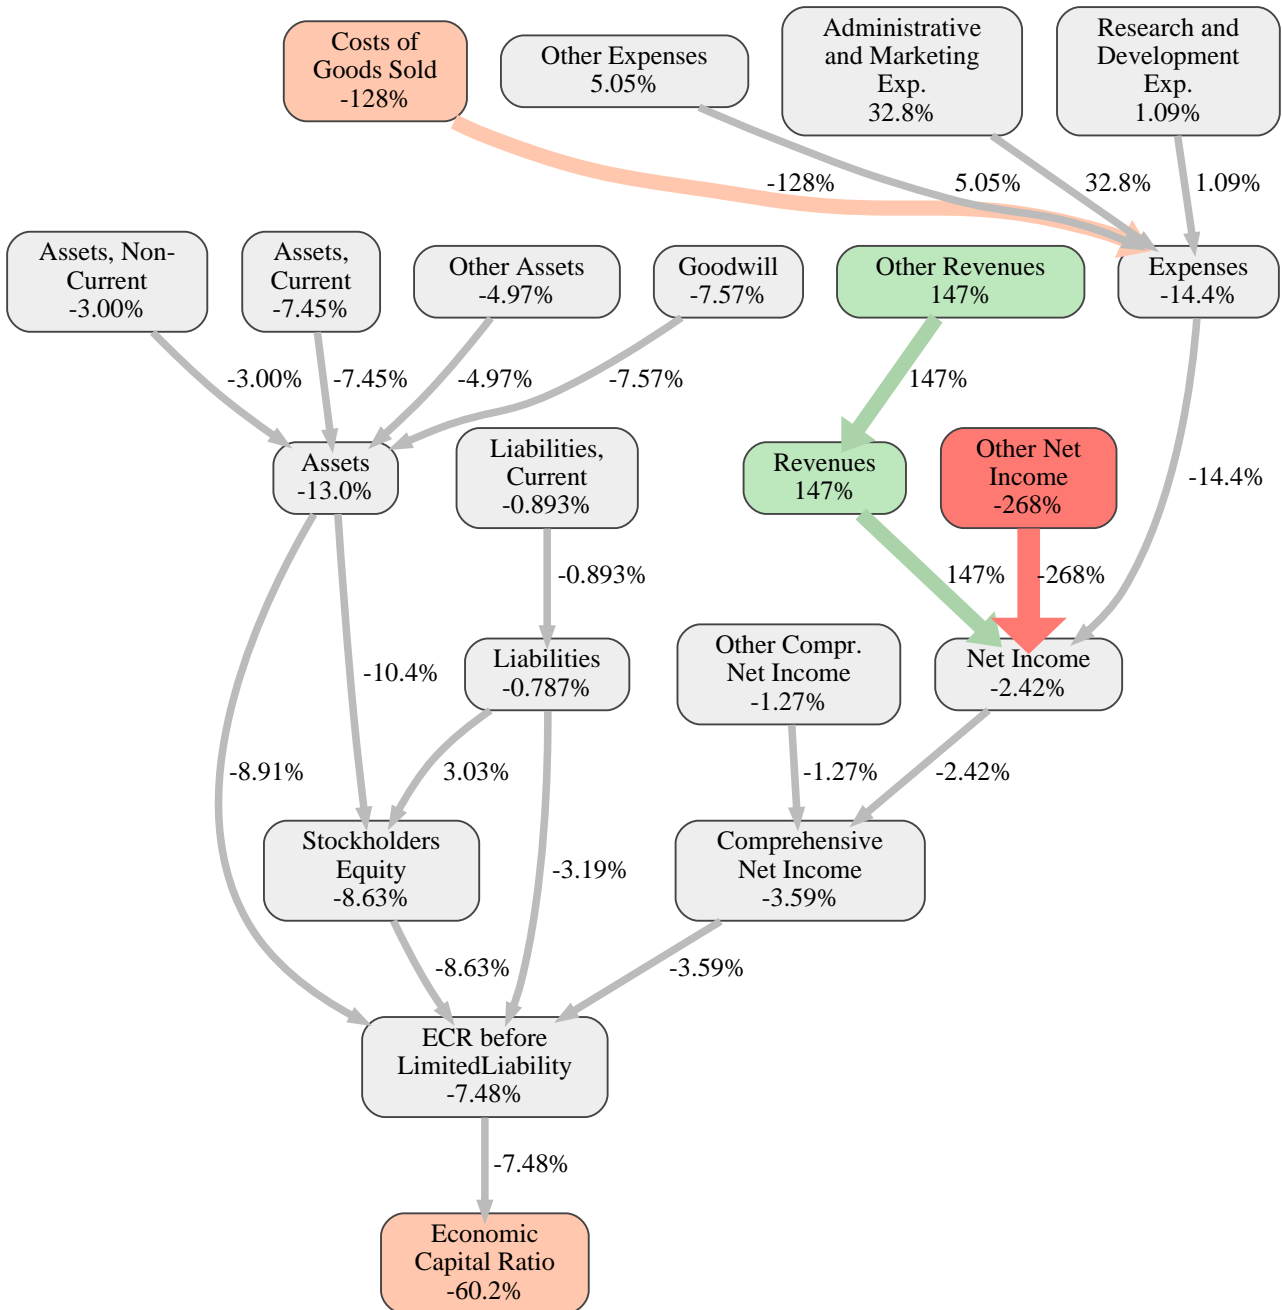 Costs of
Goods Sold
-128%
Other Expenses
5.05%
Administrative
and Marketing
Exp.
32.8%
Research and
Development
Exp.
1.09%
-128%
5.05%
32.8%
1.09%
Assets, Non-
Current
-3.00%
Assets,
Current
-7.45%
Other Assets
-4.97%
Goodwill
-7.57%
Other Revenues
147%
Expenses
-14.4%
-3.00%
-7.45%
-4.97%
-7.57%
147%
Assets
-13.0%
Liabilities,
Current
-0.893%
Revenues
147%
Other Net
Income
-268%
-14.4%
-0.893%
147%
-268%
-10.4%
Liabilities
-0.787%
Other Compr.
Net Income
-1.27%
Net Income
-2.42%
-8.91%
3.03%
-1.27%
-2.42%
Stockholders
Equity
-8.63%
-3.19%
Comprehensive
Net Income
-3.59%
-8.63%
-3.59%
ECR before
LimitedLiability
-7.48%
-7.48%
Economic
Capital Ratio
-60.2%